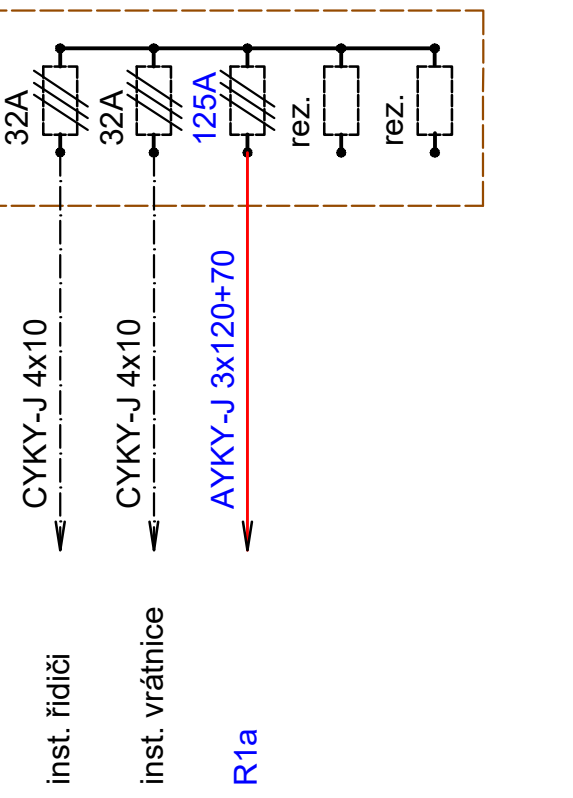 32A
32A
125A
rez.
rez.
CYKY-J 4x10
CYKY-J 4x10
AYKY-J 3x120+70
inst. řidiči
inst. vrátnice
R1a